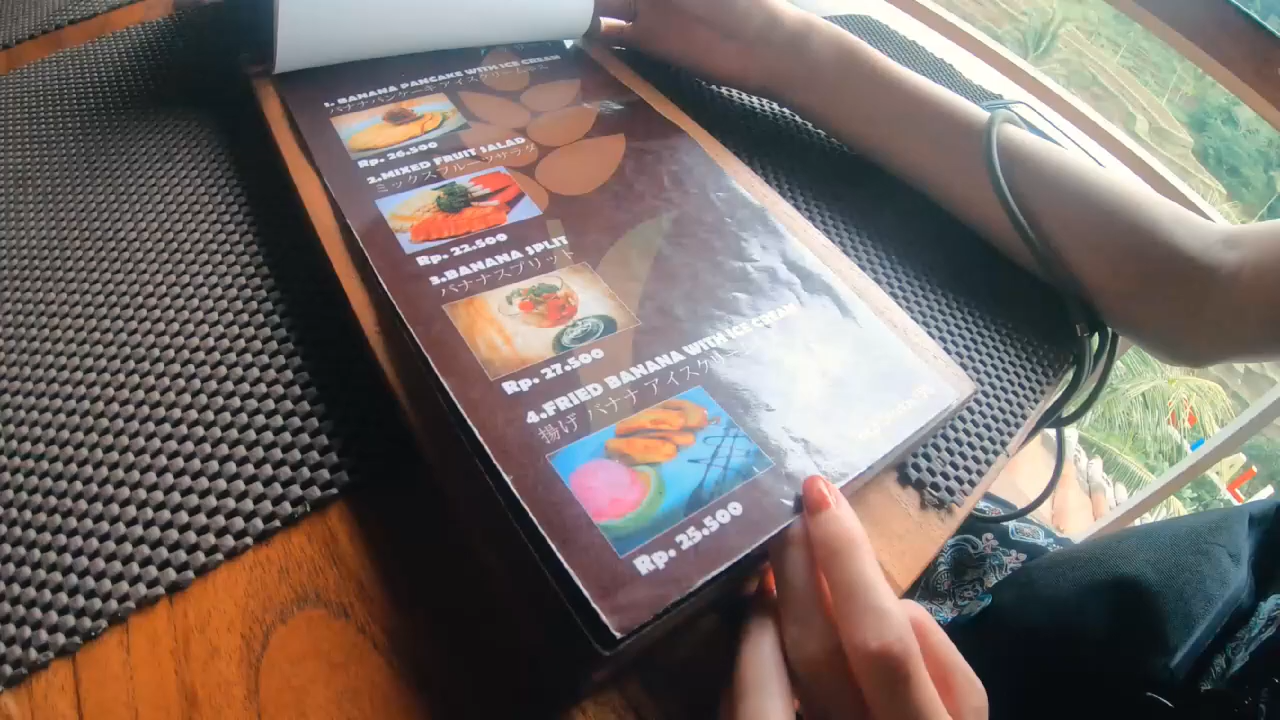 1. BANANA PANCAKE WITH ICE CREAM
バナナパンケーキアイスクリーム
Rp. 26.500
2.MIXED FRUIT SALAD
ミックスフルーツサラダ
Rp. 22.500
3.BANANA SPLIT
バナナスプリット
Rp. 27.500
4.FRIED BANANA WITH ICE CREAM
揚げ バナナ アイスクリーム
Rp. 25.500